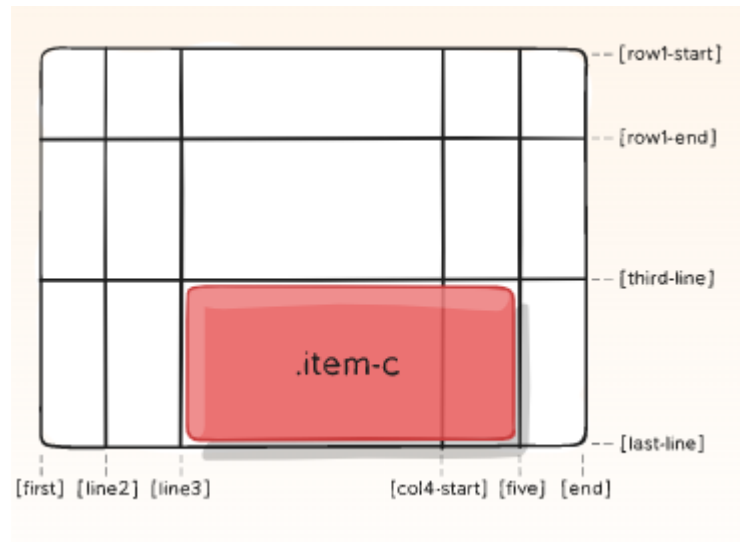 [row1-start]
[row1-end]
[third-line]
.item-c
[last-line]
[first] [line2] [line3] [col4-start] [five] [end]